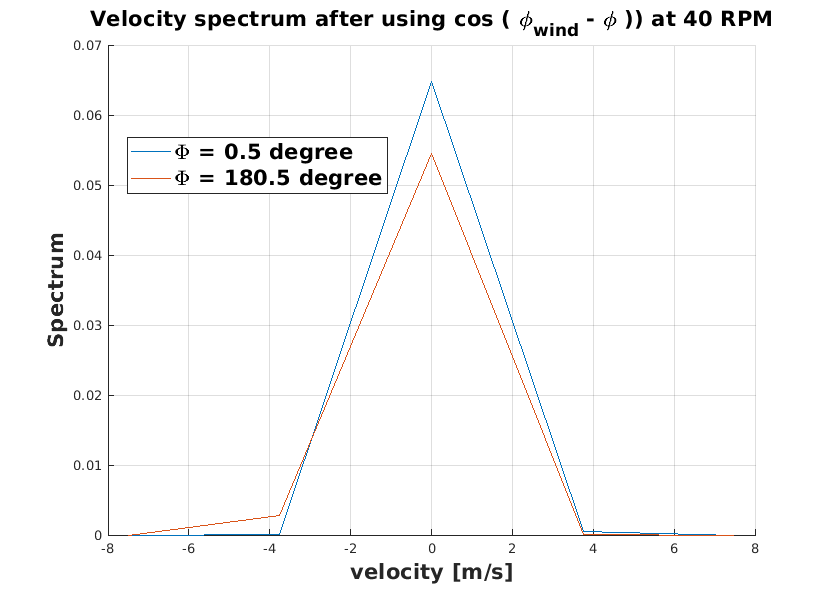 Velocity spectrum after using cos ( ϕwind - ϕ )) at 40 RPM
0.07
0.06
Φ = 0.5 degree
Φ = 180.5 degree
0.05
0.04
Spectrum
0.03
0.02
0.01
0
-8 -6 -4 -2 0 2 4 6 8
velocity [m/s]